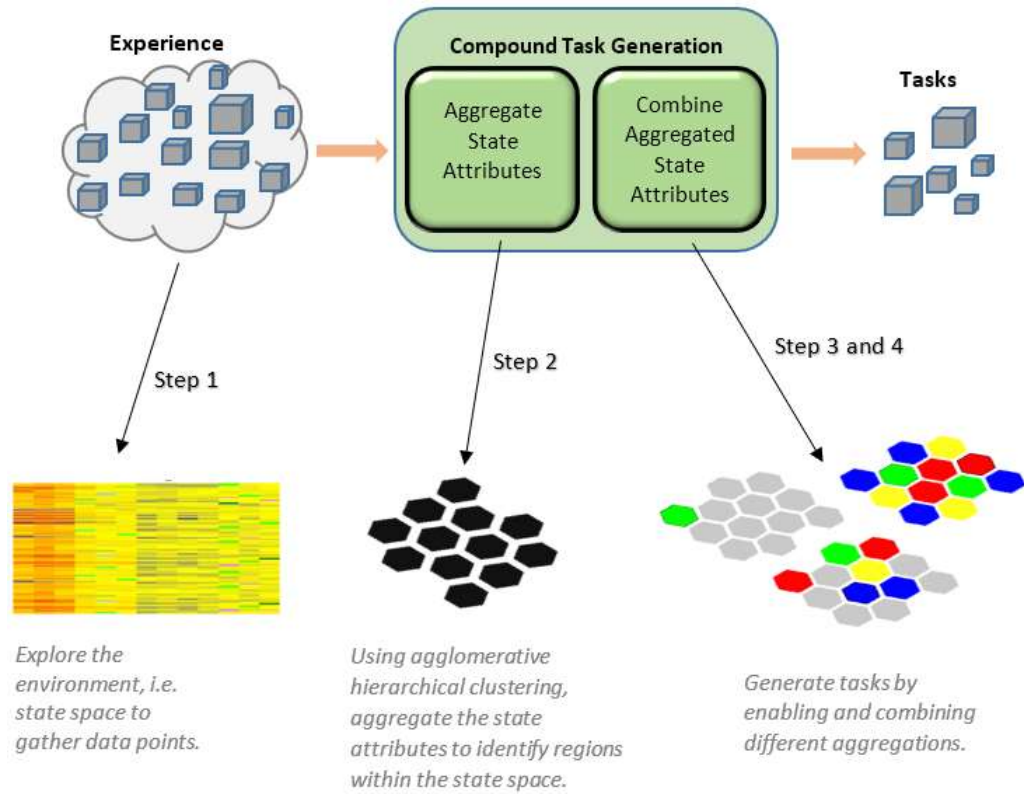 Experience
Compound Task Generation
Tasks
Aggregate
State
Attributes
Combine
Aggregated
State
Attributes
Step 1
Step 2
Step 3 and 4
Explore the
environment, i.e.
state space to
gather data points.
Using agglomerative
hierarchical clustering,
aggregate the state
attributes to identify regions
within the state space.
Generate tasks by
enabling and combining
different aggregations.